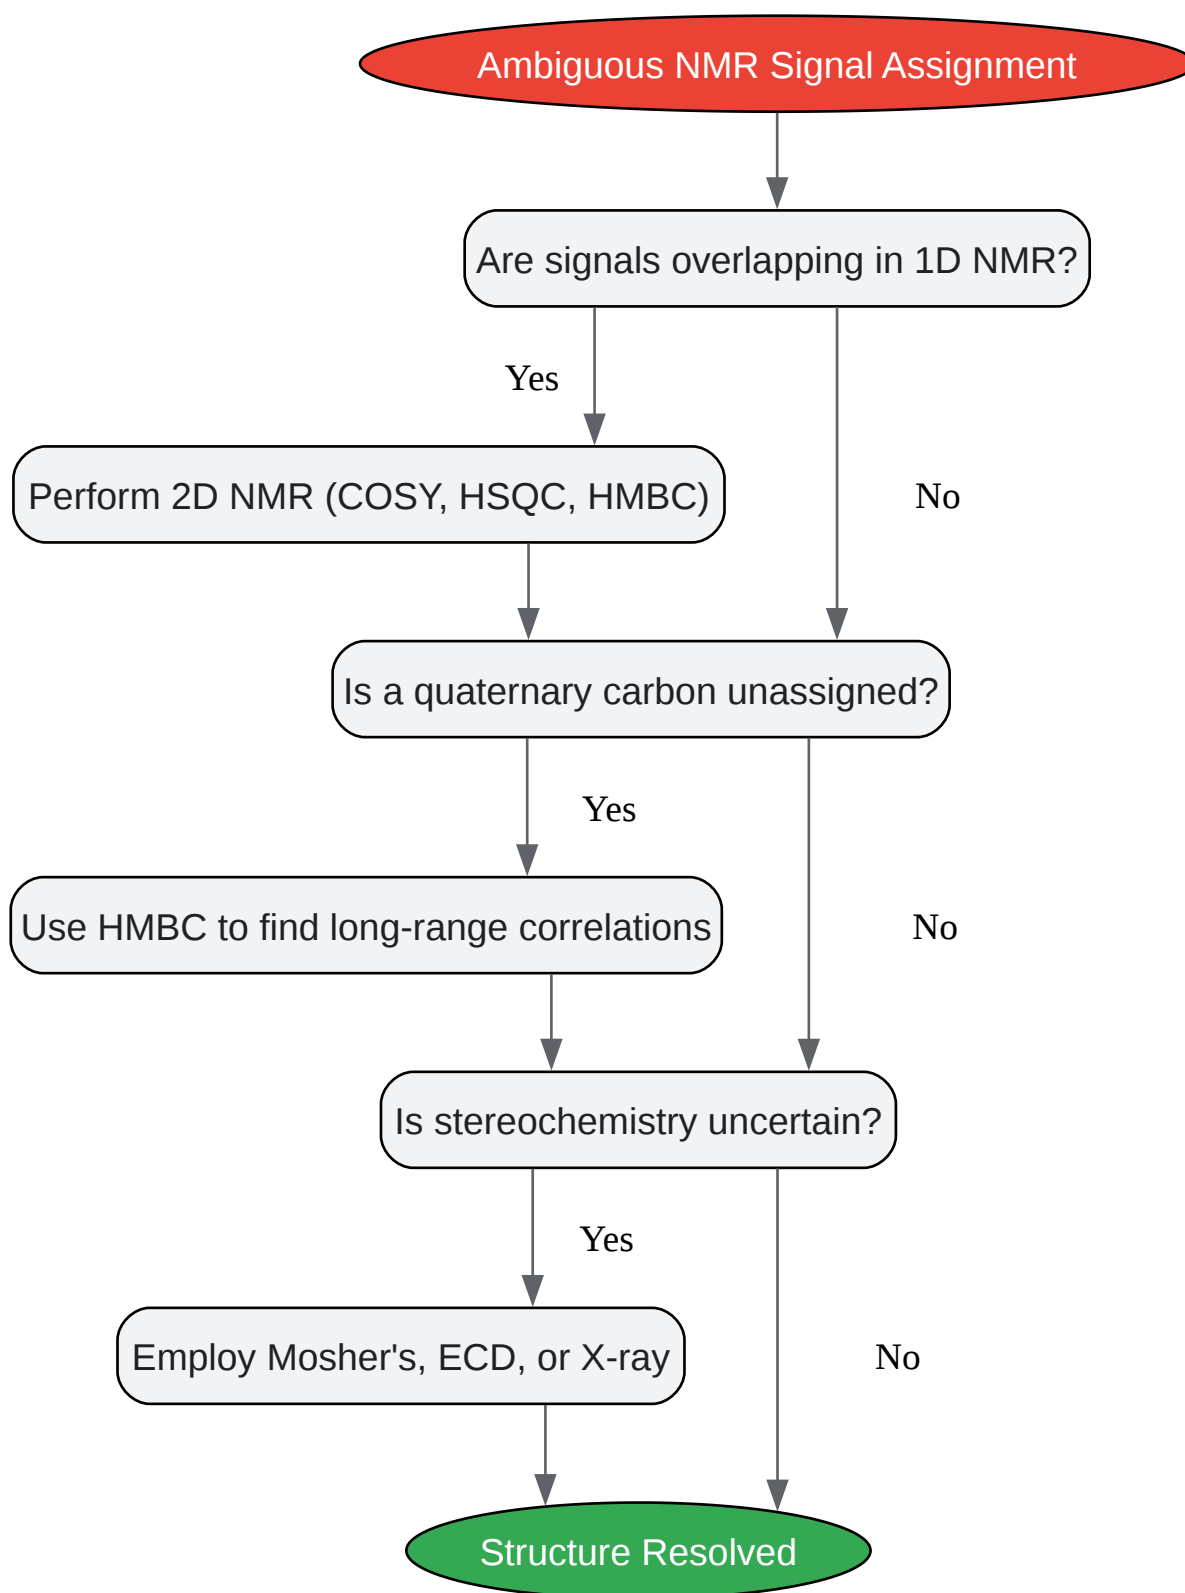 Ambiguous NMR Signal Assignment
Are signals overlapping in 1D NMR?
Yes
Perform 2D NMR (COSY, HSQC, HMBC)
No
Is a quaternary carbon unassigned?
Yes
Use HMBC to find long-range correlations
No
Is stereochemistry uncertain?
Yes
Employ Mosher's, ECD, or X-ray
No
Structure Resolved